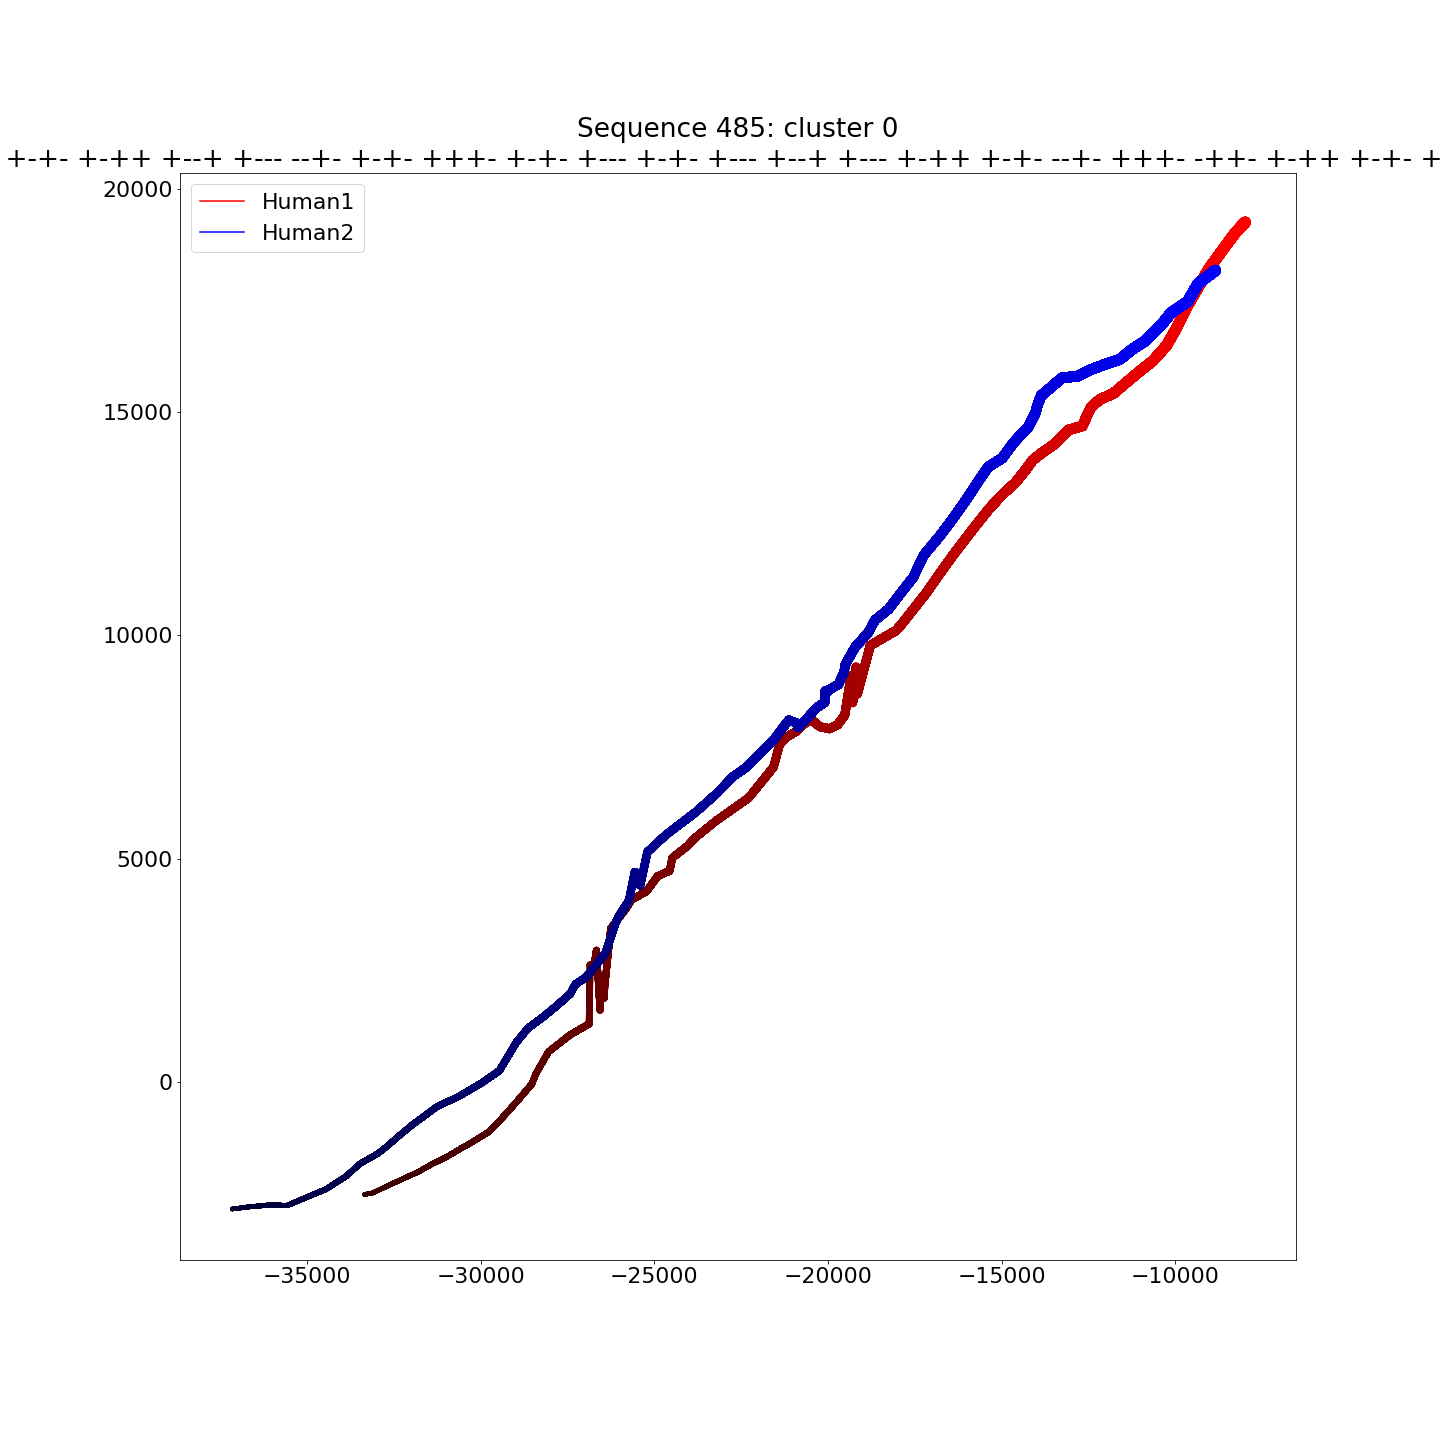 Sequence 485: cluster 0
+-+- +-++ +--+ +--- --+- +-+- +++- +-+- +--- +-+- +--- +--+ +--- +-++ +-+- --+- +++- -++- +-++ +-+- +
Human1
Human2
20000
15000
10000
5000
0
−35000 −30000 −25000 −20000 −15000 −10000